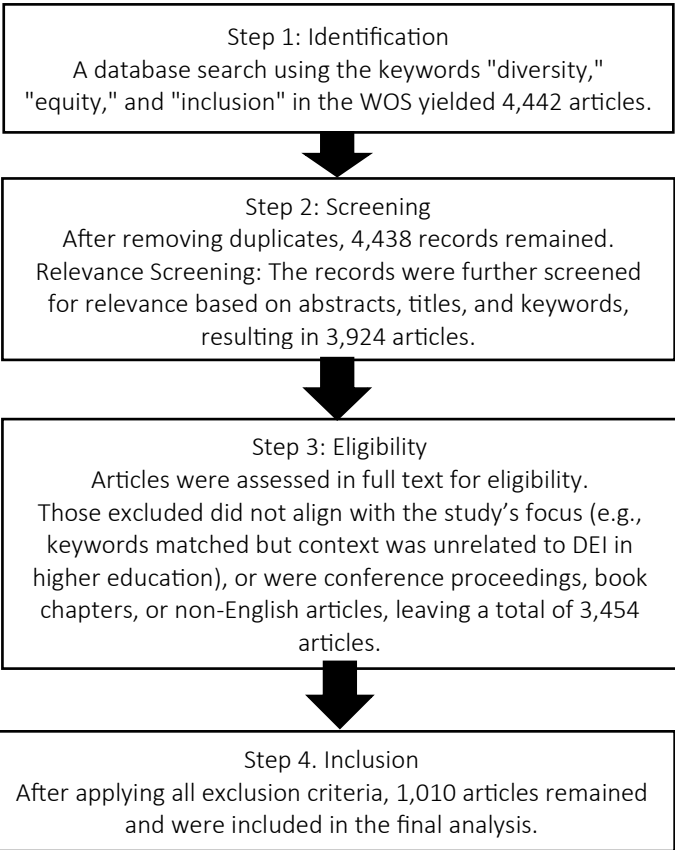 Step 1: Identification
A database search using the keywords "diversity,"
"equity," and "inclusion" in the WOS yielded 4,442 articles.
Step 2: Screening
After removing duplicates, 4,438 records remained.
Relevance Screening: The records were further screened
for relevance based on abstracts, titles, and keywords,
resulting in 3,924 articles.
Step 3: Eligibility
Articles were assessed in full text for eligibility.
Those excluded did not align with the study’s focus (e.g.,
keywords matched but context was unrelated to DEI in
higher education), or were conference proceedings, book
chapters, or non-English articles, leaving a total of 3,454
articles.
Step 4. Inclusion
After applying all exclusion criteria, 1,010 articles remained
and were included in the final analysis.